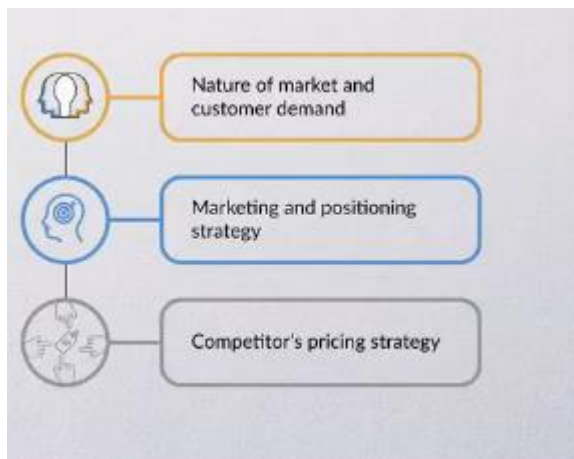 Nature of market and
customer demand
Marketing and positioning
strategy
Competitor's pricing strategy